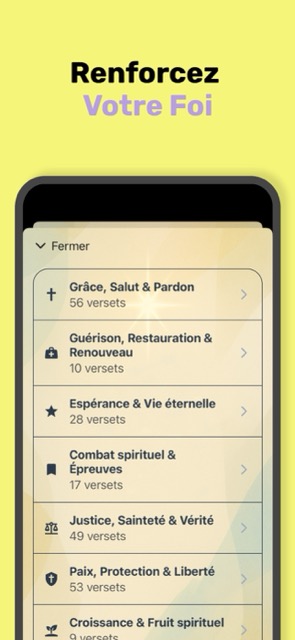 Renforcez
Votre Foi
Fermer
Grâce, Salut & Pardon
56 versets
Guérison, Restauration &
Renouveau
10 versets
Espérance & Vie éternelle
28 versets
Combat spirituel &
Épreuves
17 versets
Justice, Sainteté & Vérité
49 versets
Paix, Protection & Liberté
53 versets
Croissance & Fruit spirituel
9 versets